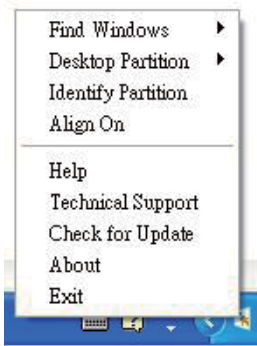 Find Windows
Desktop Partition
Identify Partition
Align On
Help
Technical Support
Check for Update
About
Exit